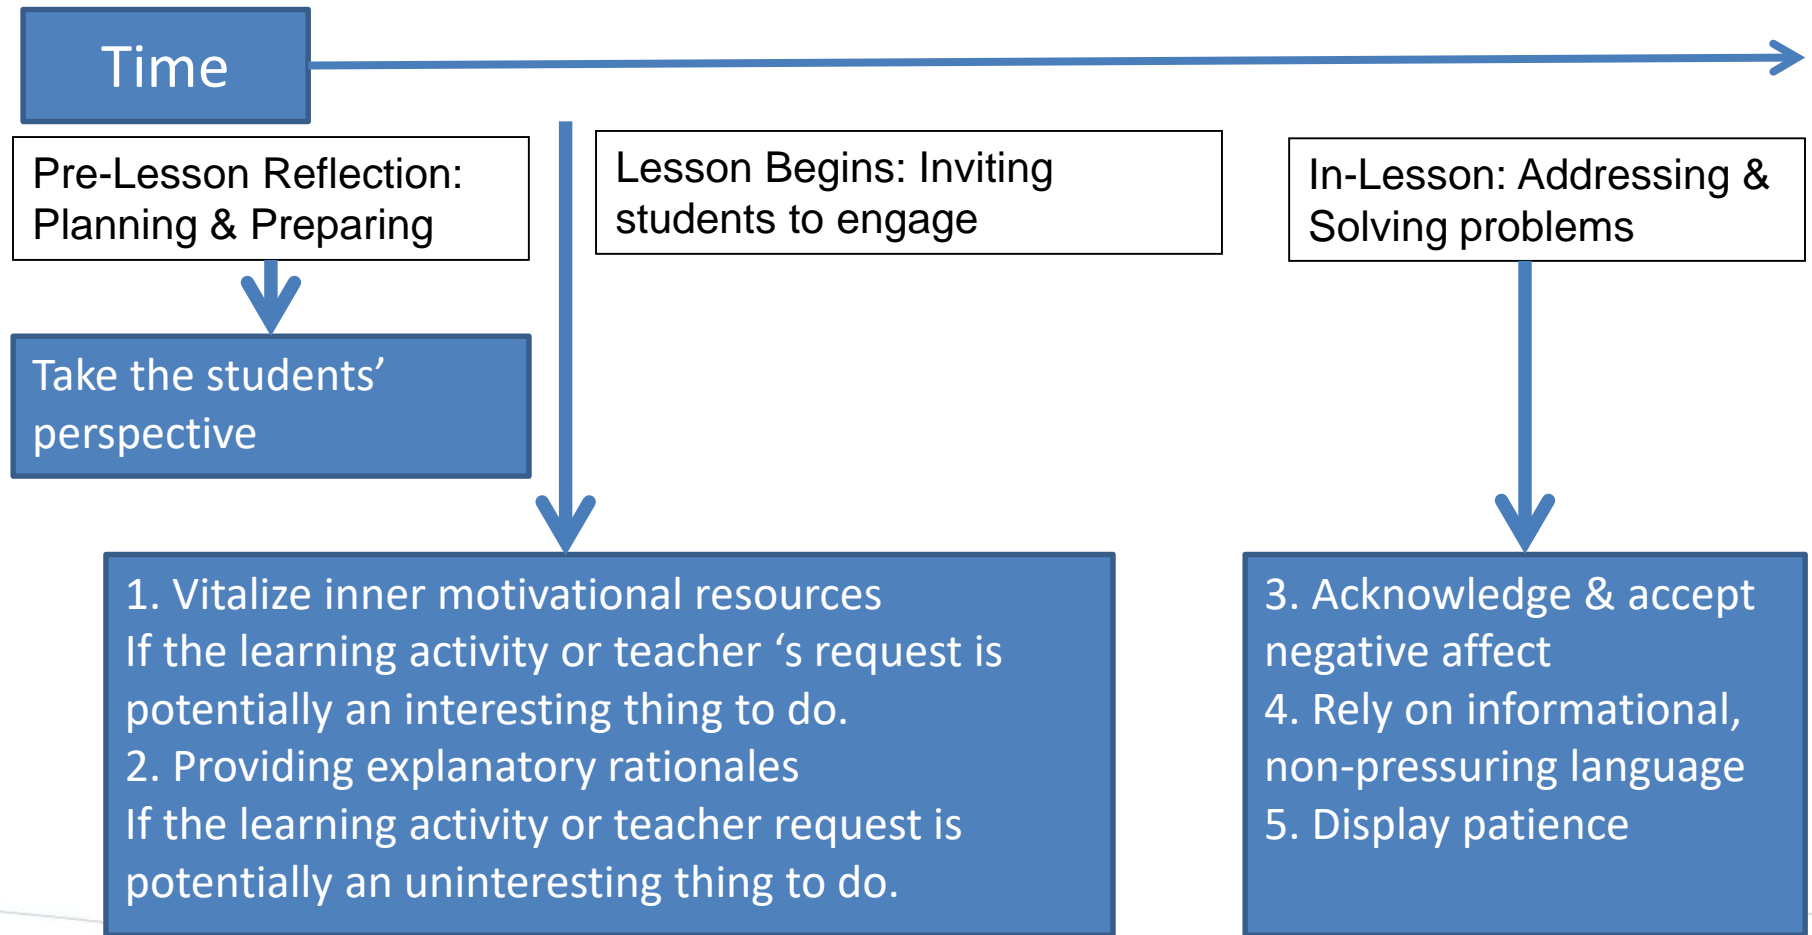 Time
Pre-Lesson Reflection:
Planning & Preparing
Lesson Begins: Inviting
students to engage
In-Lesson: Addressing &
Solving problems
Take the students’
perspective
1. Vitalize inner motivational resources
If the learning activity or teacher ‘s request is
potentially an interesting thing to do.
2. Providing explanatory rationales
If the learning activity or teacher request is
potentially an uninteresting thing to do.
3. Acknowledge & accept
negative affect
4. Rely on informational,
non-pressuring language
5. Display patience